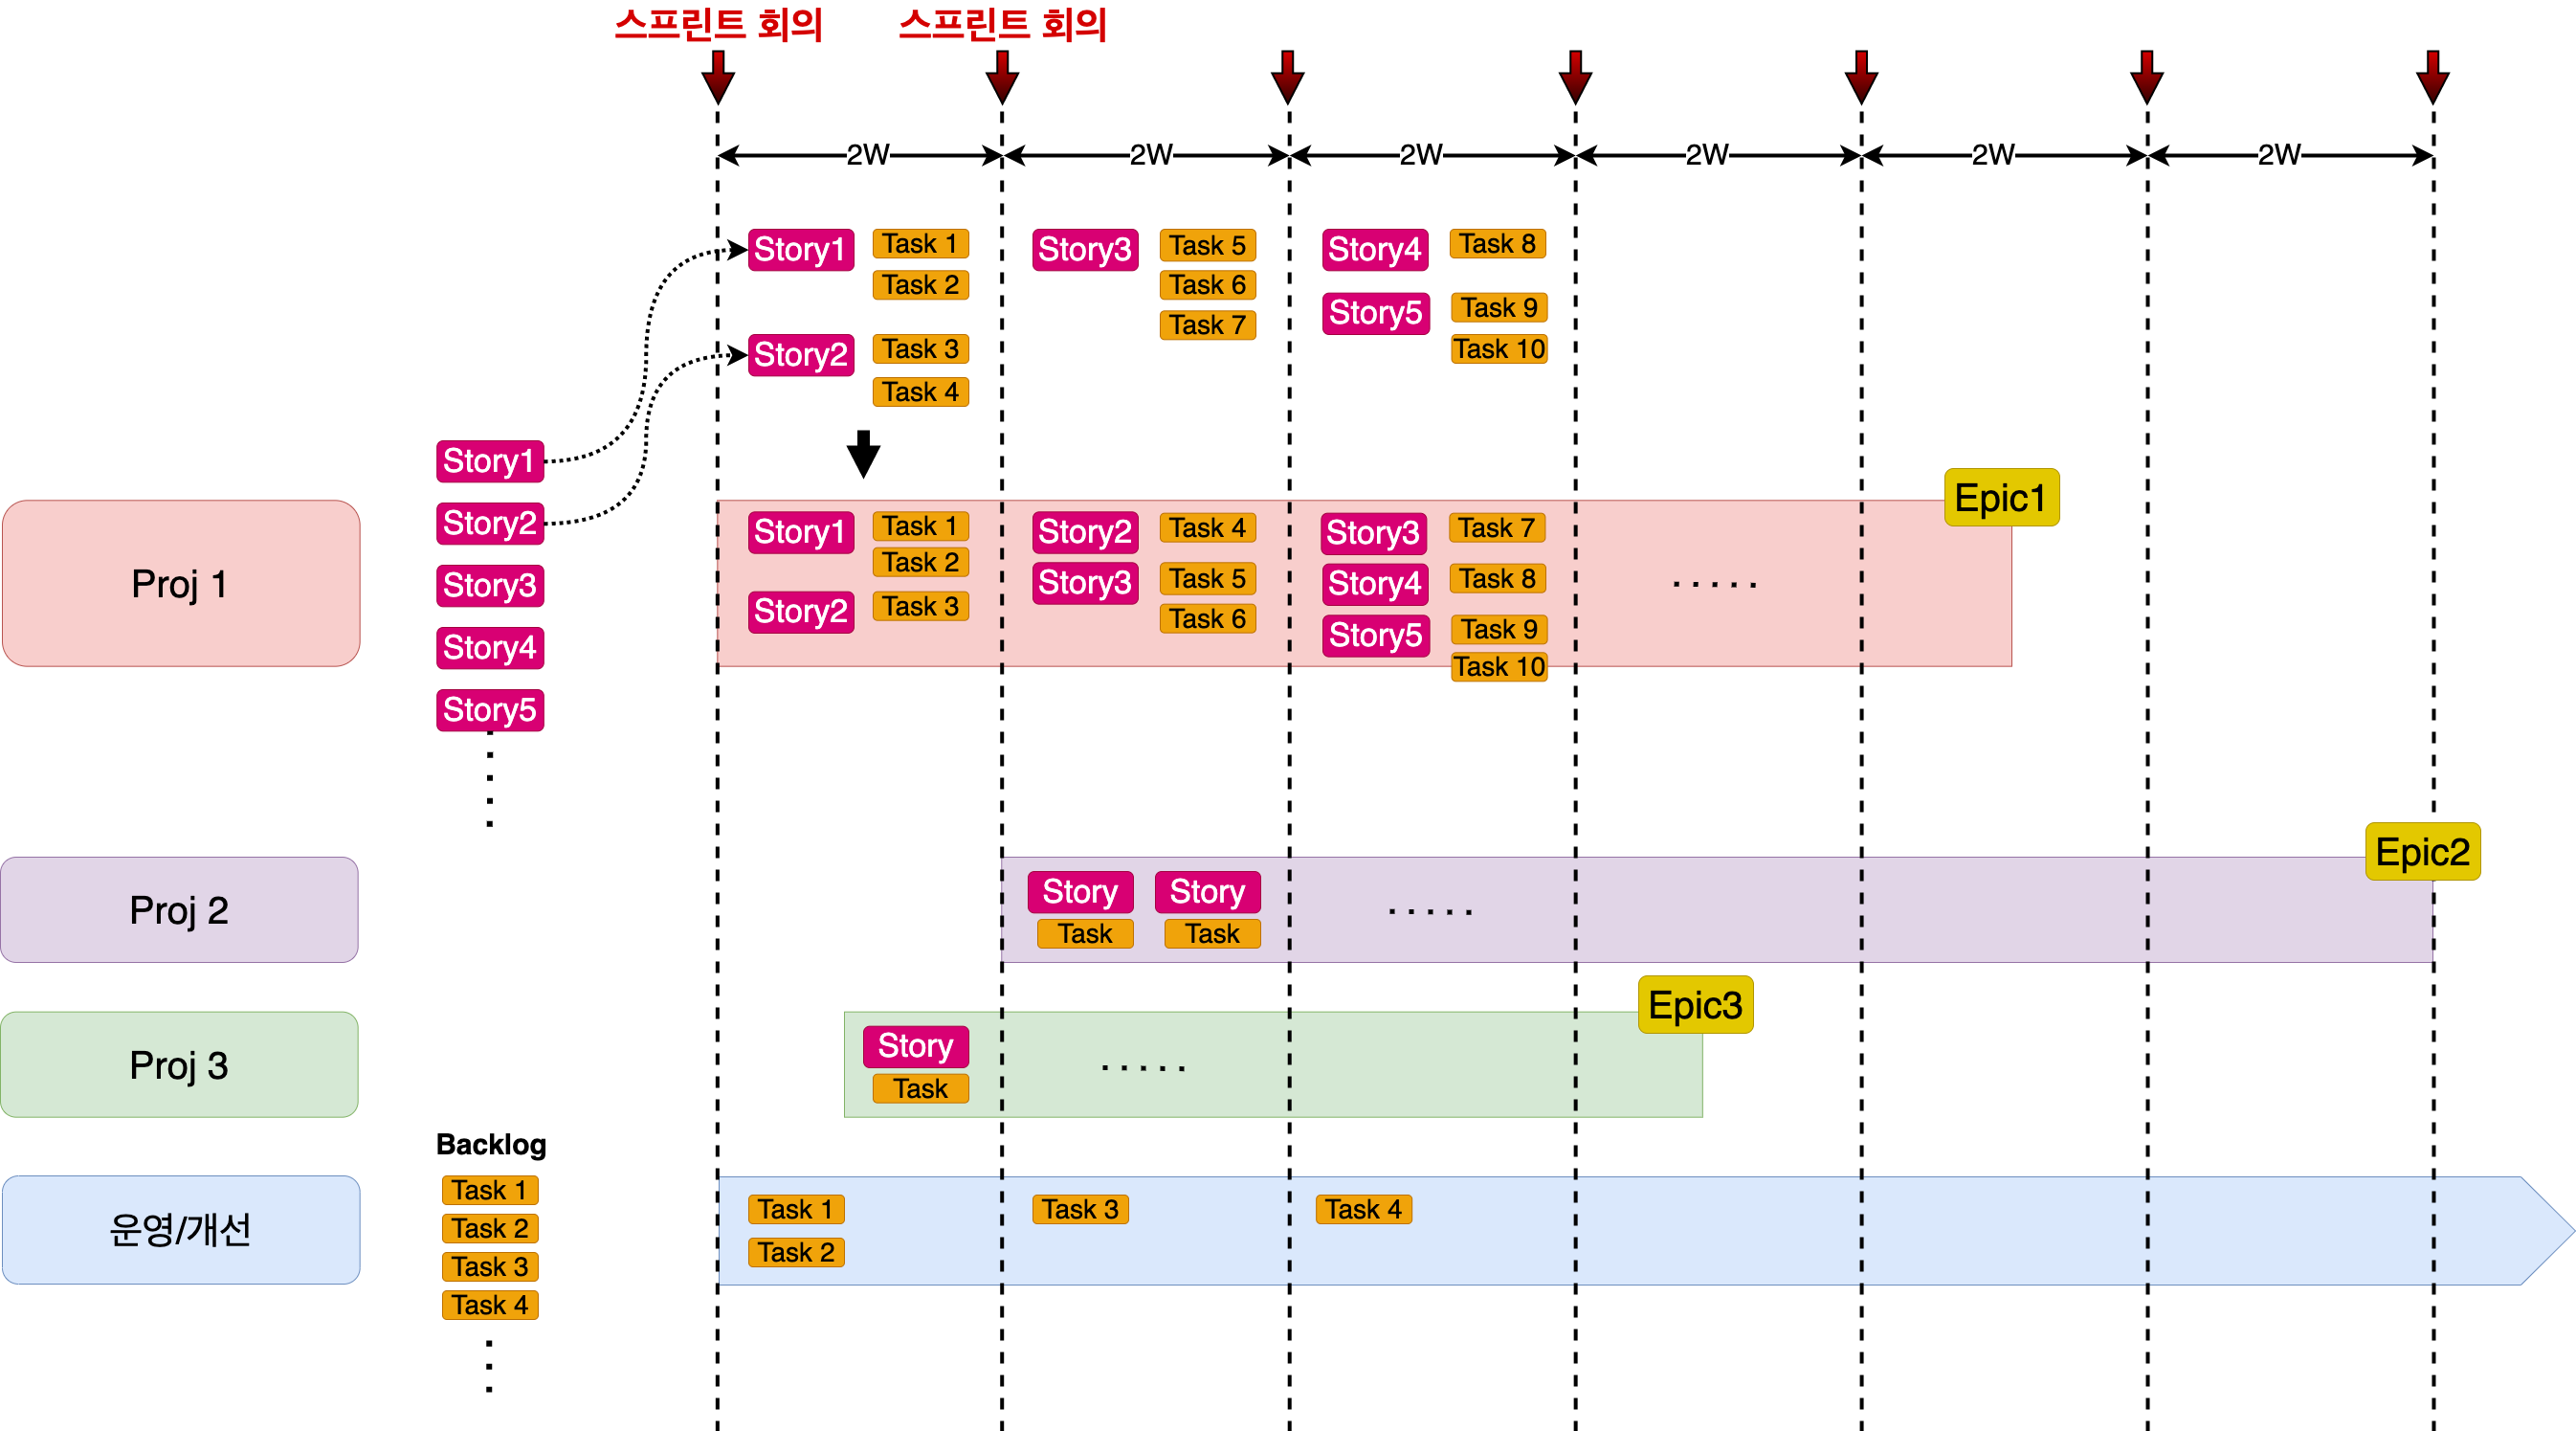 스프린트 회의
스프린트 회의
2W
2W
2W
2W
2W
2W
Story1
Task 1
Task 2
Story2
Task 3
Task 4
Story3
Task 5
Task 6
Task 7
Story4
Task 8
Story5
Task 9
Task 10
Proj 1
Story1
Story2
Story3
Story4
Story5
Epic1
Story1
Task 1
Task 2
Story2
Task 3
Story2
Task 4
Story3
Task 5
Task 6
Story3
Task 7
Story4
Task 8
Story5
Task 9
Task 10
.....
Proj 2
Epic2
Story
Task
Story
Task
.....
Proj 3
Epic3
Story
Task
.....
운영/개선
Backlog
Task 1
Task 2
Task 3
Task 4
Task 1
Task 2
Task 3
Task 4